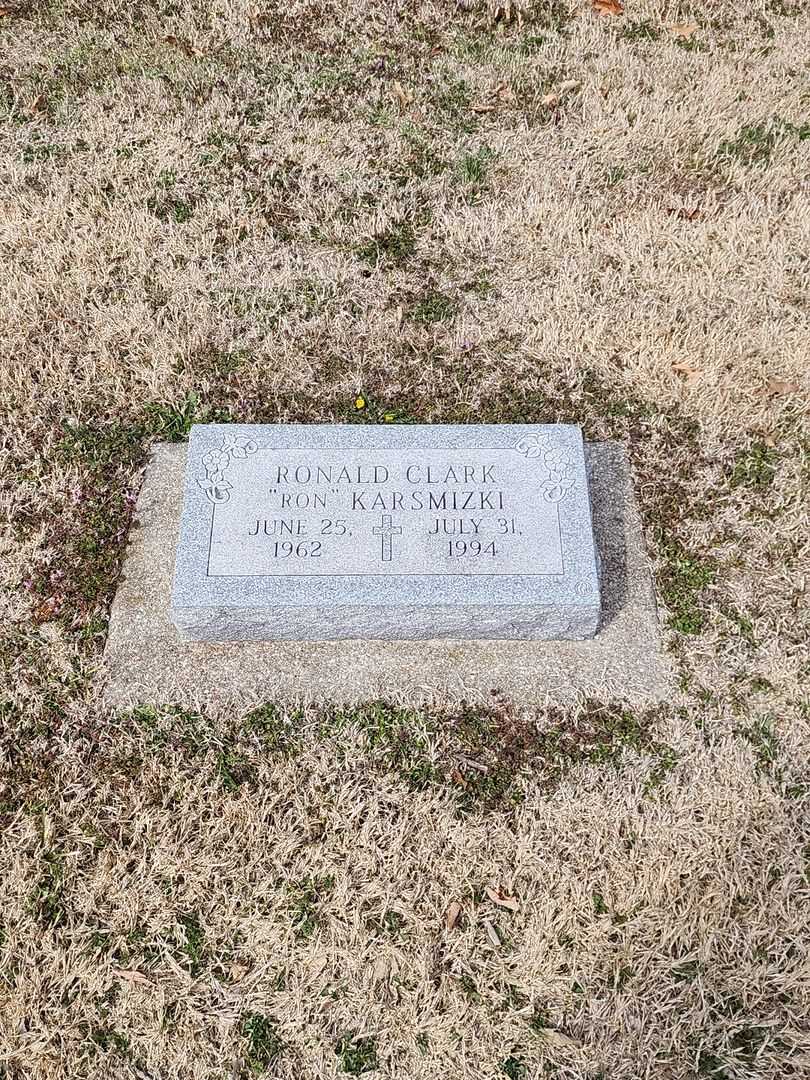 RONALD CLARK
"RON" KARSMIZKI
JUNE 25, JULY 31,
1962 1994